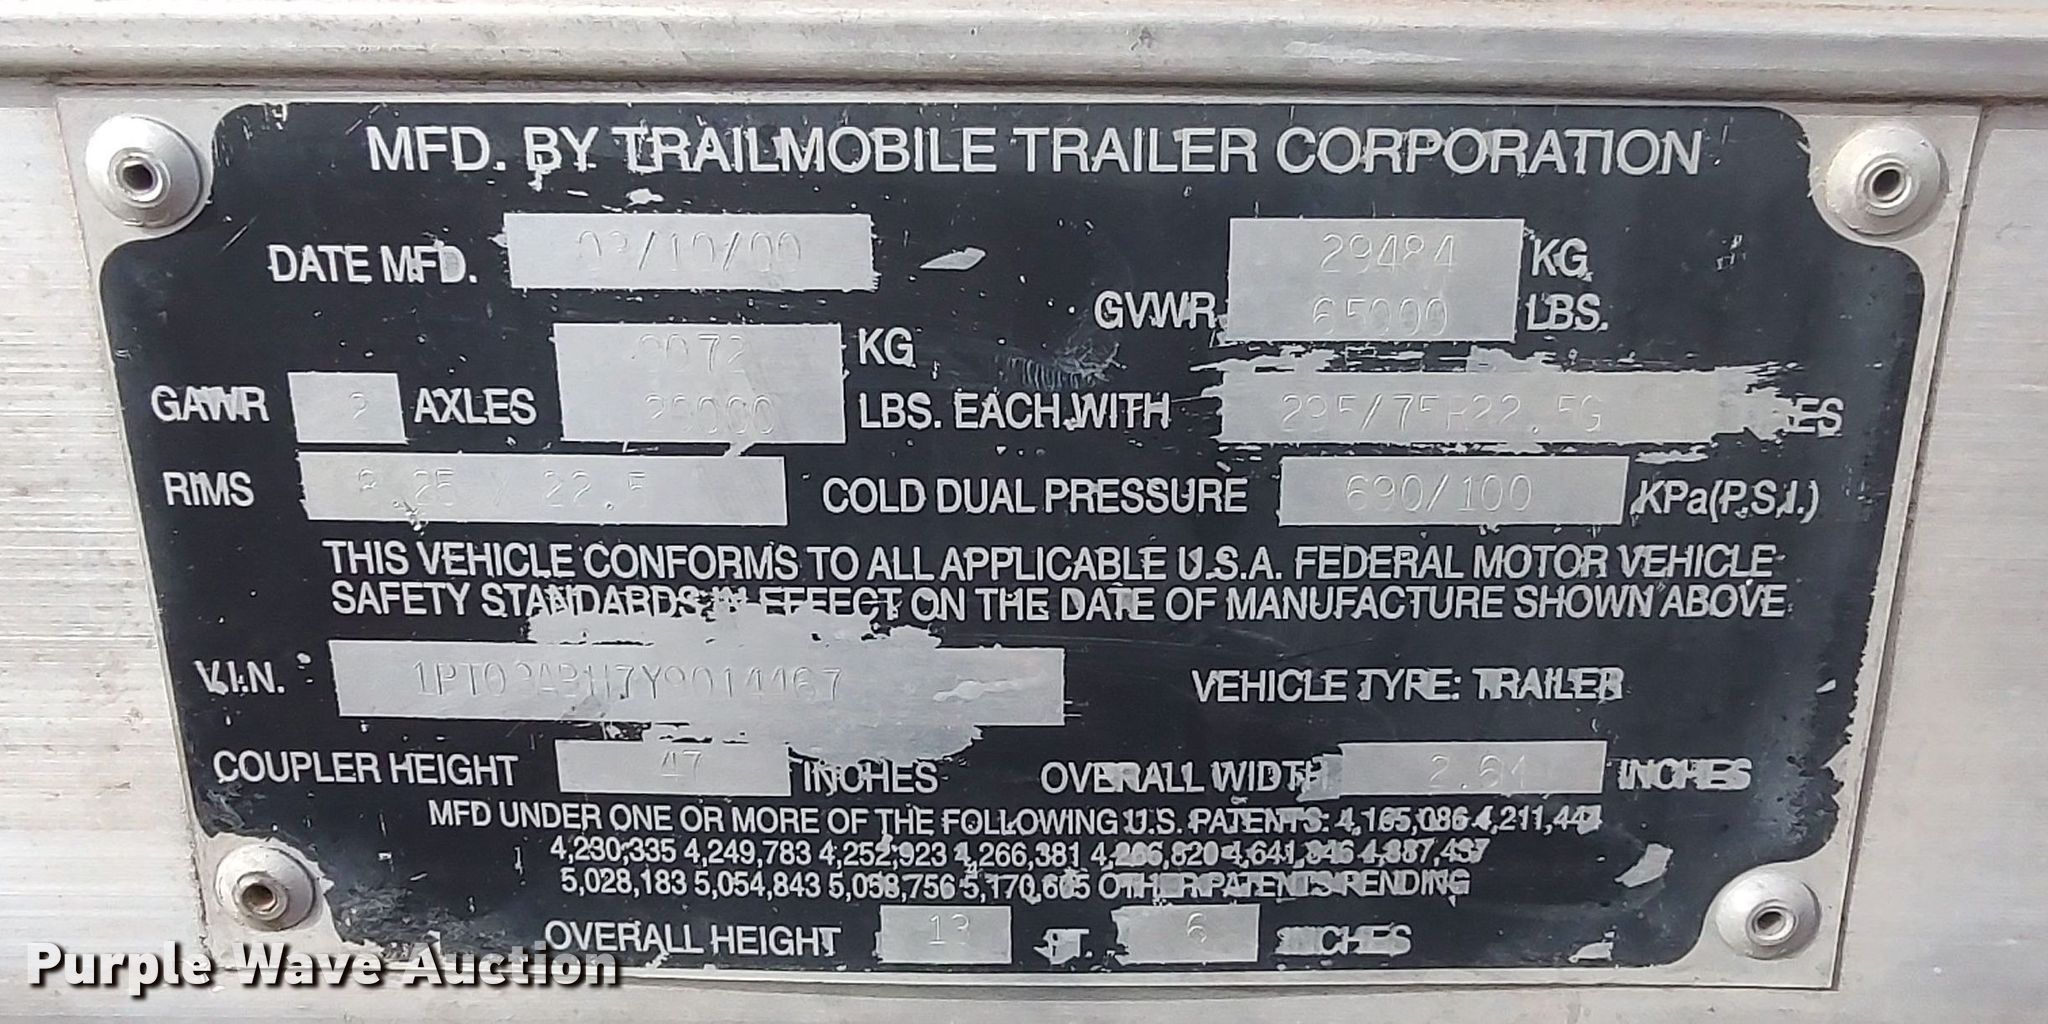 MFD. BY TRAILMOBILE TRAILER CORPORATION
DATE MFD. 03/10/00 GVWR 29484 KG 65000 LBS.
GAWR 2 AXLES 9072 KG 20000 LBS. EACH WITH 295/75R22.5G
RIMS 8.25 X 22.5 COLD DUAL PRESSURE 690/100 KPa(P.S.I.)
THIS VEHICLE CONFORMS TO ALL APPLICABLE U.S.A. FEDERAL MOTOR VEHICLE
SAFETY STANDARDS IN EFFECT ON THE DATE OF MANUFACTURE SHOWN ABOVE
V.I.N. VEHICLE TYPE: TRAILER
COUPLER HEIGHT 47 INCHES OVERALL WIDTH INCHES
MFD UNDER ONE OR MORE OF THE FOLLOWING U.S. PATENTS: 4,165,086 4,211,444
4,230,335 4,249,783 4,252,923 4,266,381 4,266,820 4,641,846 4,887,487
5,028,183 5,054,843 5,058,756 5,170,605 OTHER PATENTS PENDING
OVERALL HEIGHT 13 FT. 6 INCHES
Purple Wave Auction